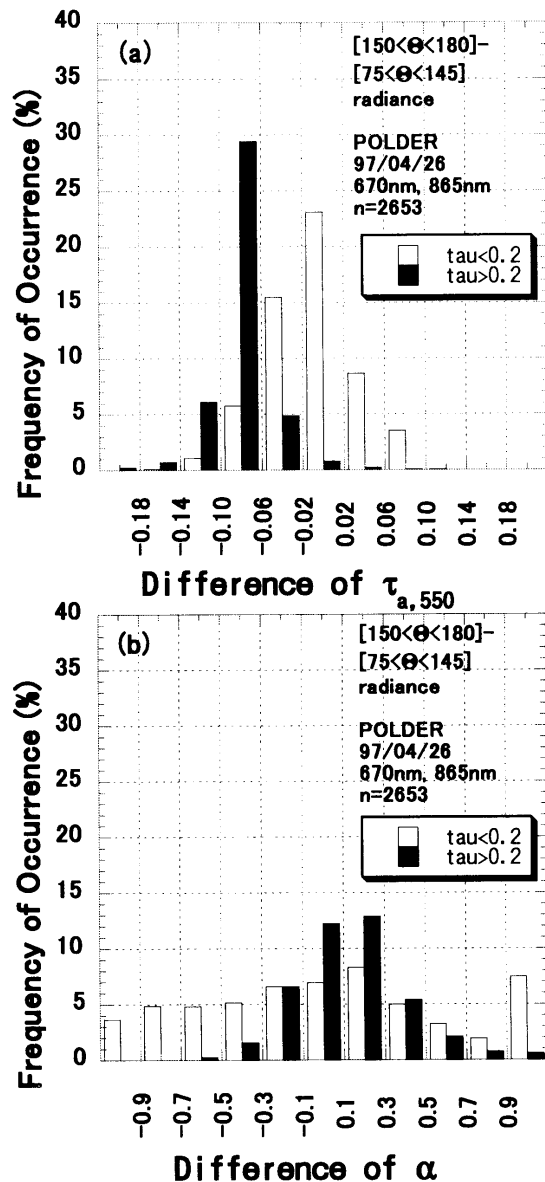 (a)
[150<Θ<180]-
[75<Θ<145]
radiance
POLDER
97/04/26
670nm, 865nm
n=2653
tau<0.2
tau>0.2
Frequency of Occurrence (%)
40
35
30
25
20
15
10
5
0
-0.18 -0.14 -0.10 -0.06 -0.02 0.02 0.06 0.10 0.14 0.18
Difference of τa,550
(b)
[150<Θ<180]-
[75<Θ<145]
radiance
POLDER
97/04/26
670nm, 865nm
n=2653
tau<0.2
tau>0.2
Frequency of Occurrence (%)
40
35
30
25
20
15
10
5
0
-0.9 -0.7 -0.5 -0.3 -0.1 0.1 0.3 0.5 0.7 0.9
Difference of α